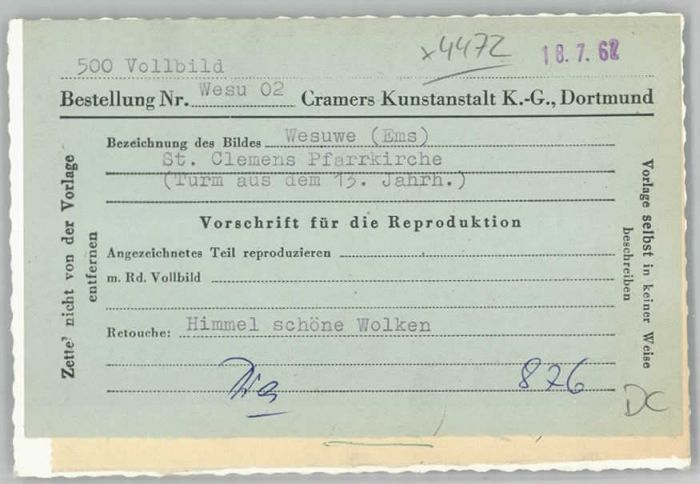 x4472
18.7.62
500 Vollbild
Bestellung Nr. Wesu 02 Cramers Kunstanstalt K.-G., Dortmund
Bezeichnung des Bildes Wesuwe (Ems)
St. Clemens Pfarrkirche
(Turm aus dem 13. Jahrh.)
Vorschrift für die Reproduktion
Angezeichnetes Teil reproduzieren
m. Rd. Vollbild
Retouche: Himmel schöne Wolken
876
DC
Zettel nicht von der Vorlage
entfernen
Vorlage selbst in keiner Weise
beschreiben